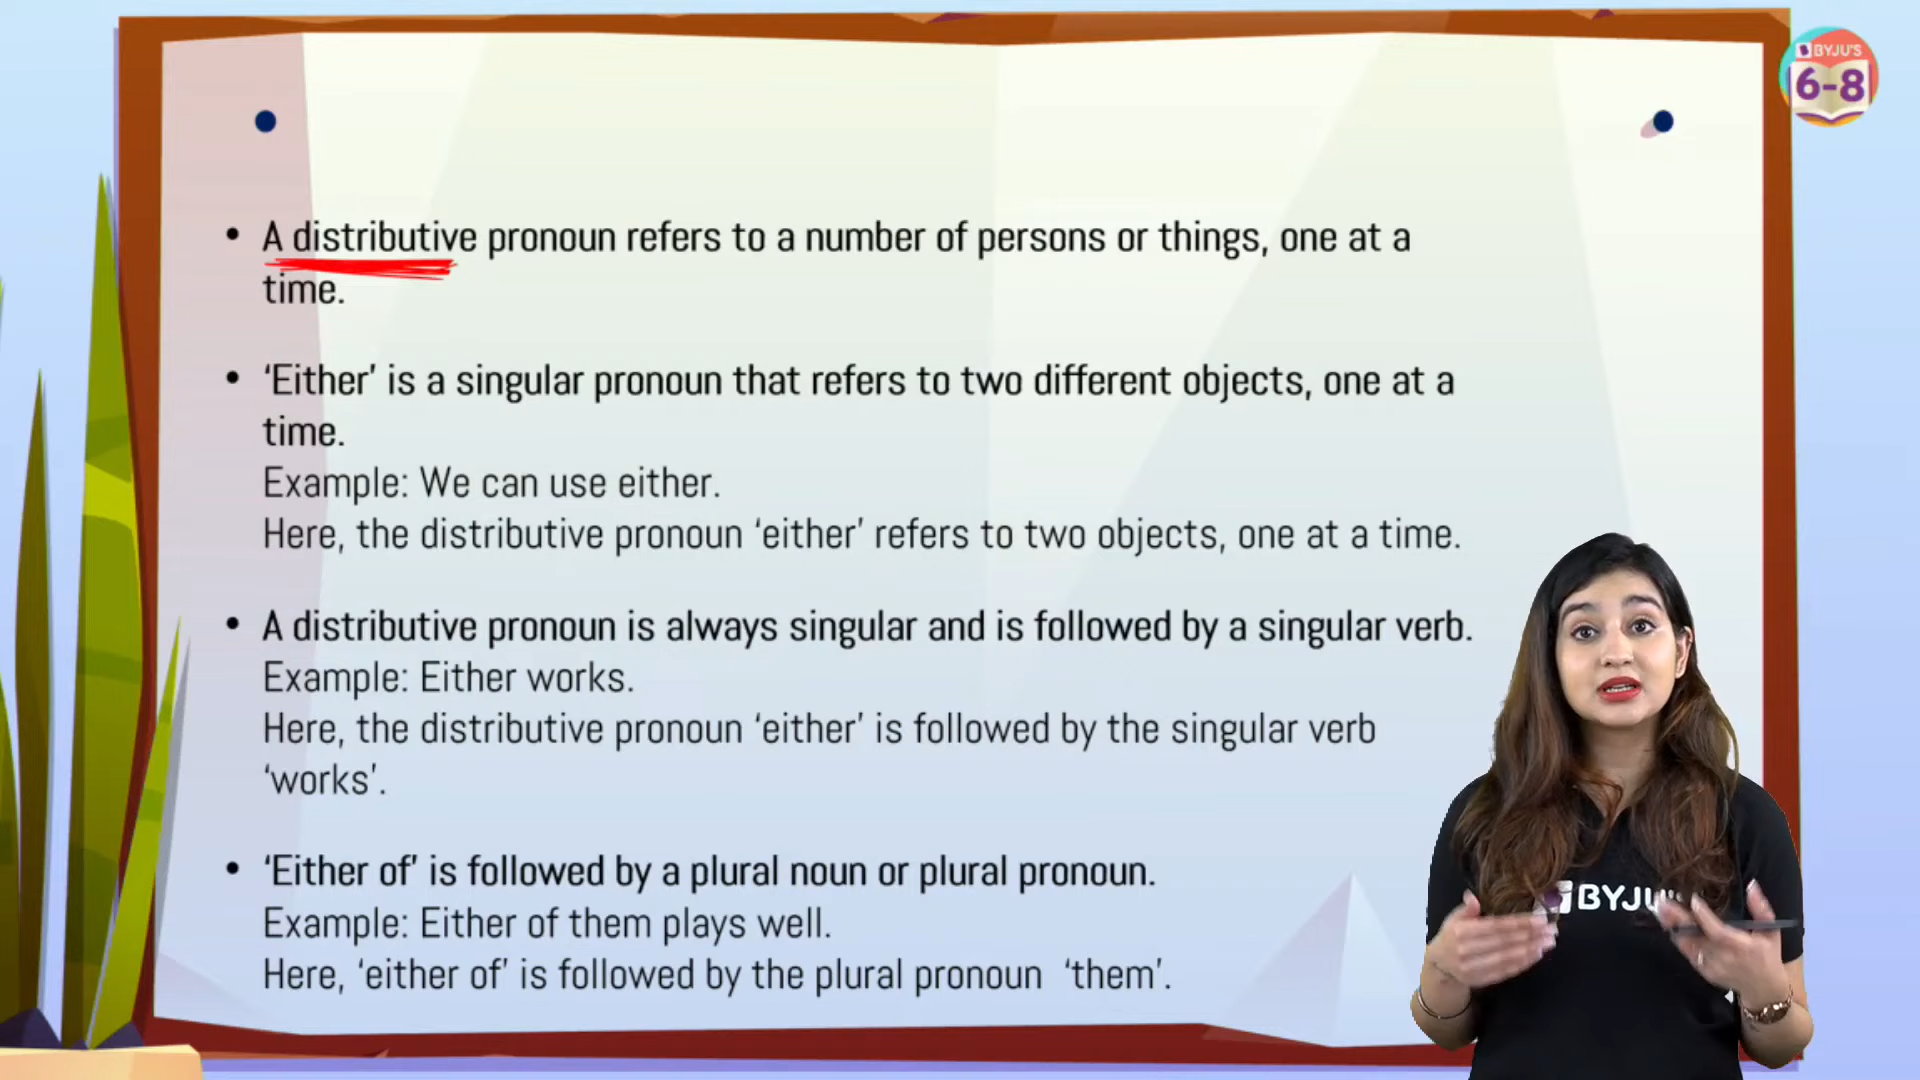 BYJU'S
6-8
• A distributive pronoun refers to a number of persons or things, one at a
time.
• ‘Either’ is a singular pronoun that refers to two different objects, one at a
time.
Example: We can use either.
Here, the distributive pronoun ‘either’ refers to two objects, one at a time.
• A distributive pronoun is always singular and is followed by a singular verb.
Example: Either works.
Here, the distributive pronoun ‘either’ is followed by the singular verb
‘works’.
• ‘Either of’ is followed by a plural noun or plural pronoun.
Example: Either of them plays well.
Here, ‘either of’ is followed by the plural pronoun ‘them’.